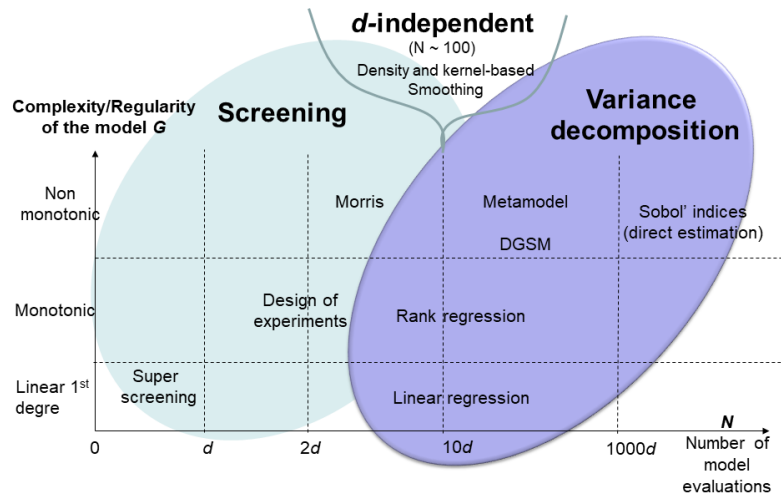 d-independent
(N ~ 100)
Density and kernel-based
Smoothing
Complexity/Regularity
of the model G
Screening
Variance
decomposition
Non
monotonic
Morris
Metamodel
Sobol’ indices
(direct estimation)
DGSM
Monotonic
Design of
experiments
Rank regression
Linear 1st
degre
Super
screening
Linear regression
0
d
2d
10d
1000d
N
Number of
model
evaluations